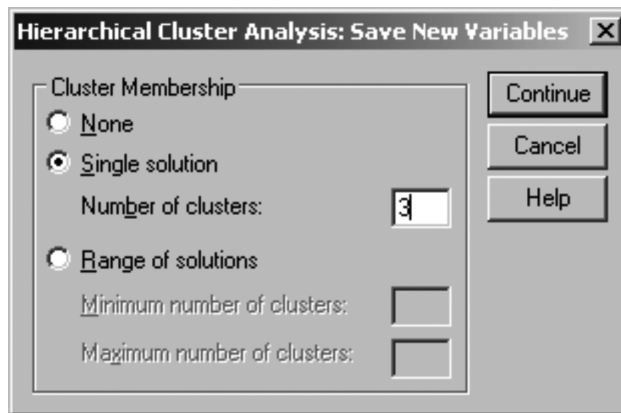 Hierarchical Cluster Analysis: Save New Variables
Cluster Membership
None
Single solution
Number of clusters: 3
Range of solutions
Minimum number of clusters:
Maximum number of clusters:
Continue
Cancel
Help